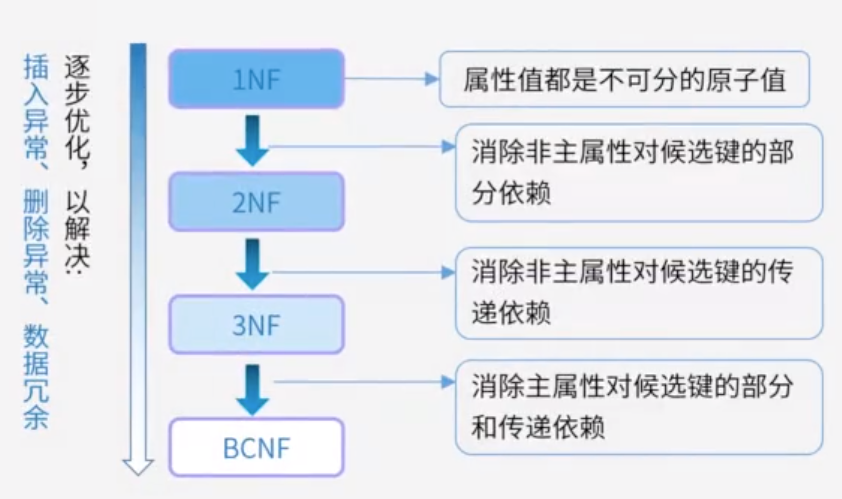 逐步优化，以解决：
插入异常、删除异常、数据冗余
1NF
属性值都是不可分的原子值
消除非主属性对候选键的部
分依赖
2NF
消除非主属性对候选键的传
递依赖
3NF
消除主属性对候选键的部分
和传递依赖
BCNF